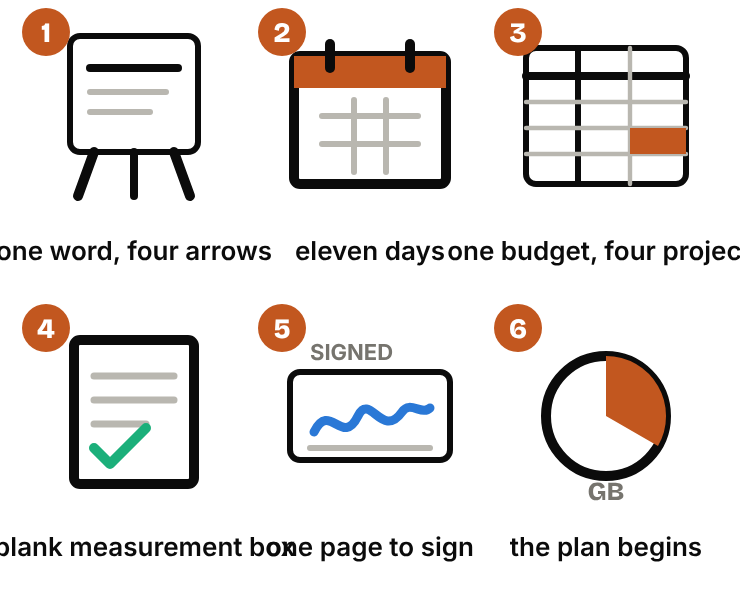 1
2
3
one word, four arrows
eleven days
one budget, four projec
4
5
6
SIGNED
GB
blank measurement box
one page to sign
the plan begins